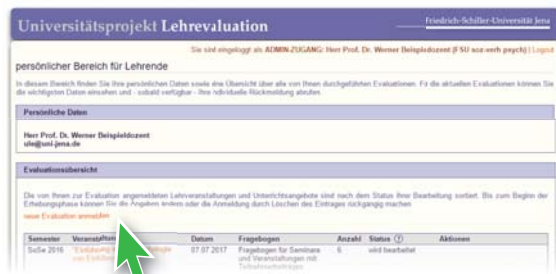 Universitätsprojekt Lehrevaluation
Friedrich-Schiller-Universität Jena
Sie sind eingeloggt als ADMIN-ZUGANG: Herr Prof. Dr. Werner Beispieldozent (FSU soz verh psych) | Logout
persönlicher Bereich für Lehrende
In diesem Bereich finden Sie Ihre persönlichen Daten sowie eine Übersicht über alle von Ihnen durchgeführten Evaluationen. Für die aktuellen Evaluationen können Sie
die wichtigsten Daten einsehen und - sobald verfügbar - Ihre individuelle Rückmeldung abrufen.
Persönliche Daten
Herr Prof. Dr. Werner Beispieldozent
ule@uni-jena.de
Evaluationsübersicht
Die von Ihnen zur Evaluation angemeldeten Lehrveranstaltungen und Unterrichtsangebote sind nach dem Status ihrer Bearbeitung sortiert. Bis zum Beginn der
Erhebungsphase können Sie die Angaben ändern oder die Anmeldung durch Löschen des Eintrages rückgängig machen
neue Evaluation anmelden
Semester Veranstaltung Datum Fragebogen Anzahl Status (?) Aktionen
SoSe 2016 07.07.2017 Fragebogen für Seminare 6 wird bearbeitet
und Veranstaltungen mit